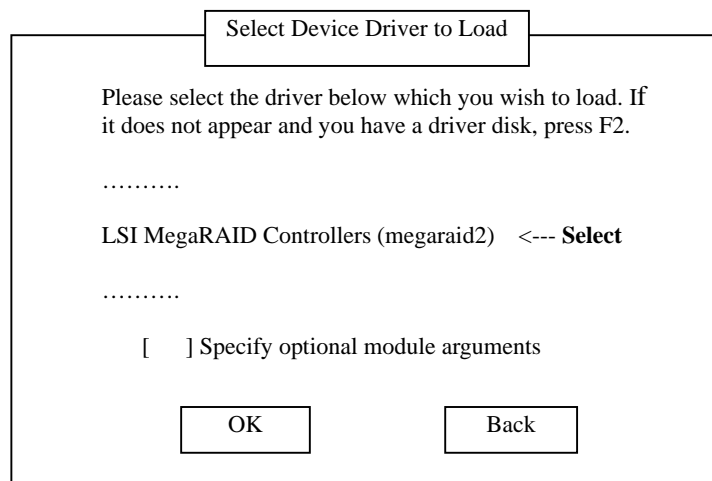 Select Device Driver to Load
Please select the driver below which you wish to load. If
it does not appear and you have a driver disk, press F2.
……….
LSI MegaRAID Controllers (megaraid2) <--- Select
……….
[ ] Specify optional module arguments
OK Back